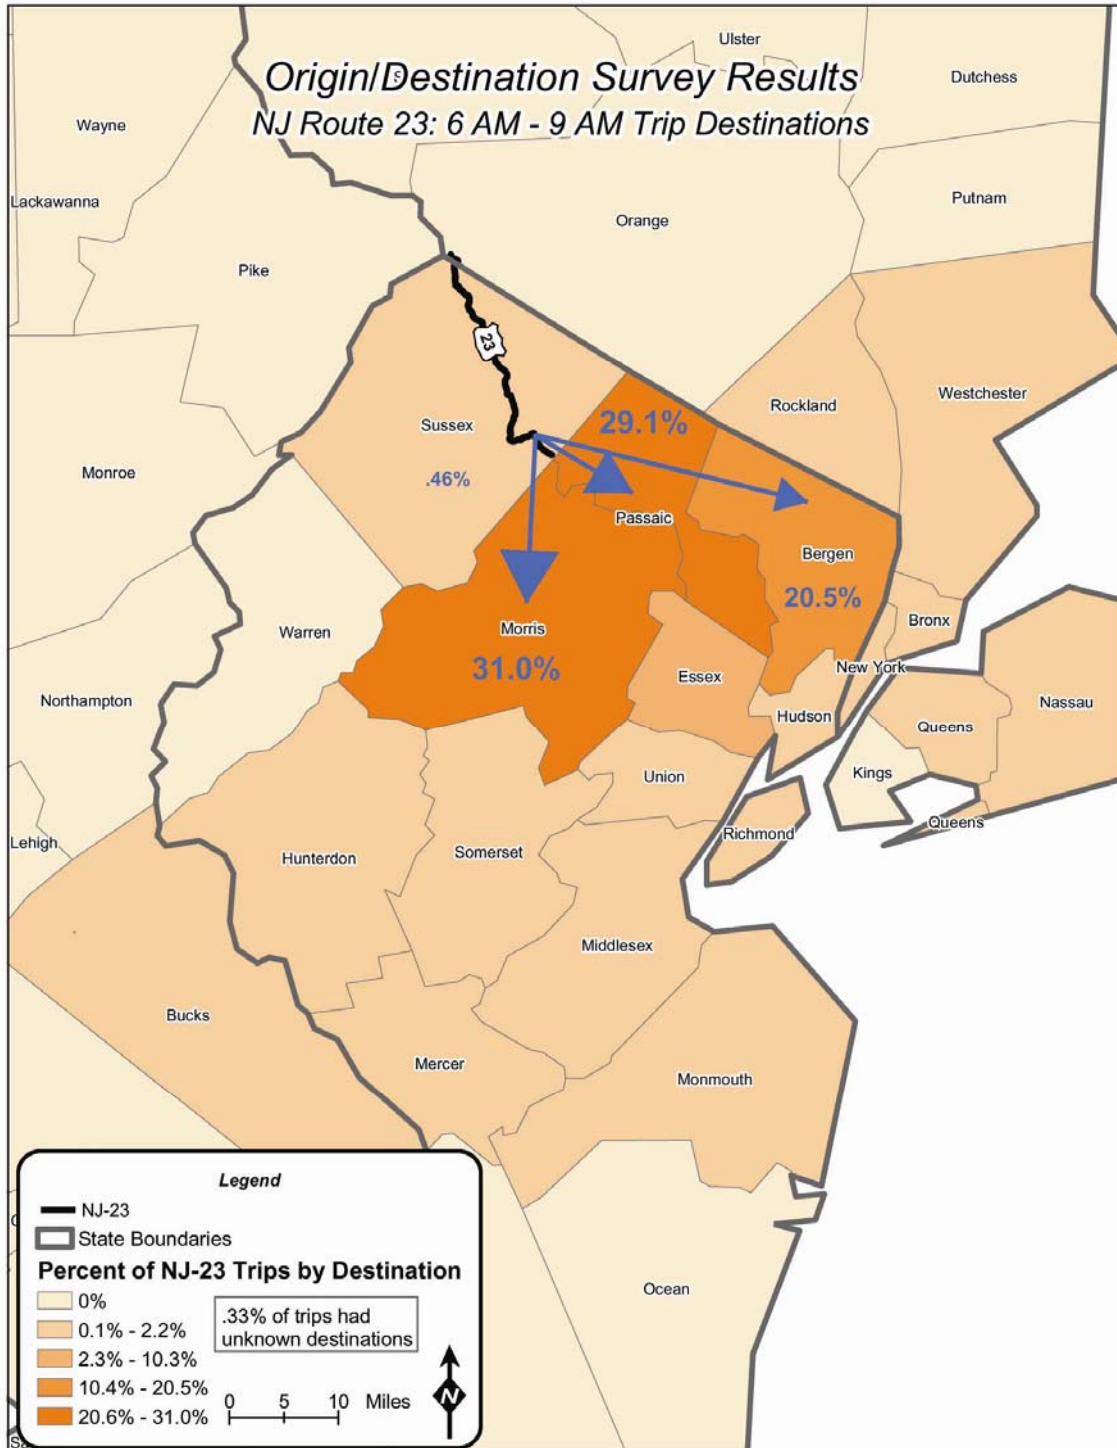 Origin/Destination Survey Results
NJ Route 23: 6 AM - 9 AM Trip Destinations
Ulster
Dutchess
Wayne
Lackawanna
Putnam
Orange
Pike
23
Westchester
Rockland
29.1%
Sussex
Monroe
.46%
Passaic
Bergen
20.5%
Bronx
Morris
Warren
31.0%
New York
Essex
Northampton
Nassau
Hudson
Queens
Union
Kings
Queens
Richmond
Lehigh
Hunterdon
Somerset
Middlesex
Bucks
Mercer
Monmouth
Ocean
Legend
NJ-23
State Boundaries
Percent of NJ-23 Trips by Destination
0%
0.1% - 2.2%
2.3% - 10.3%
10.4% - 20.5%
20.6% - 31.0%
.33% of trips had
unknown destinations
0 5 10 Miles
N